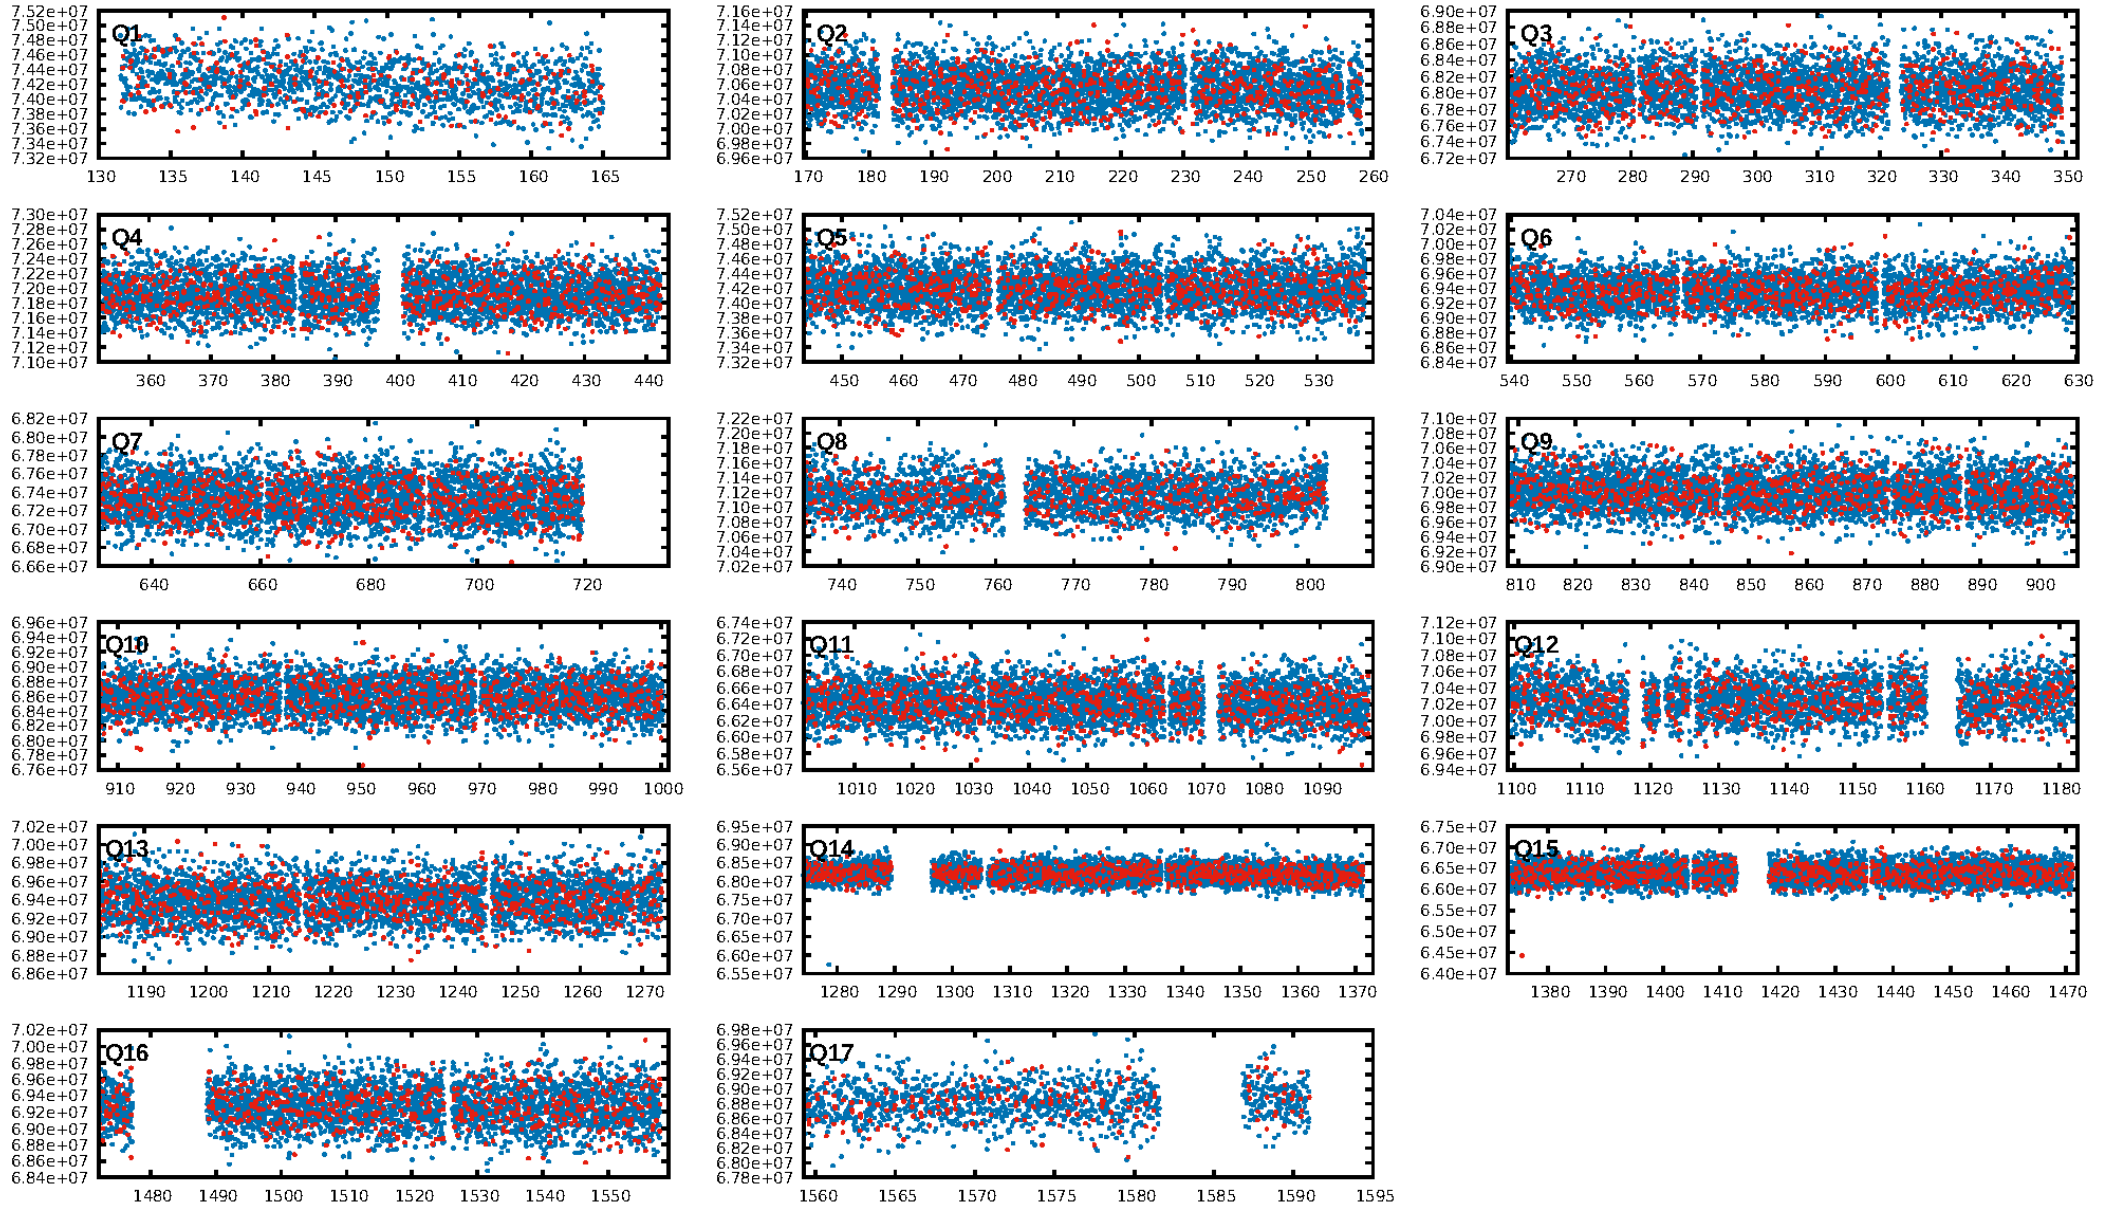 Q1
7.52e+07
7.50e+07
7.48e+07
7.46e+07
7.44e+07
7.42e+07
7.40e+07
7.38e+07
7.36e+07
7.34e+07
7.32e+07
130 135 140 145 150 155 160 165
Q2
7.16e+07
7.14e+07
7.12e+07
7.10e+07
7.08e+07
7.06e+07
7.04e+07
7.02e+07
7.00e+07
6.98e+07
6.96e+07
170 180 190 200 210 220 230 240 250 260
Q3
6.90e+07
6.88e+07
6.86e+07
6.84e+07
6.82e+07
6.80e+07
6.78e+07
6.76e+07
6.74e+07
6.72e+07
270 280 290 300 310 320 330 340 350
Q4
7.30e+07
7.28e+07
7.26e+07
7.24e+07
7.22e+07
7.20e+07
7.18e+07
7.16e+07
7.14e+07
7.12e+07
7.10e+07
360 370 380 390 400 410 420 430 440
Q5
7.52e+07
7.50e+07
7.48e+07
7.46e+07
7.44e+07
7.42e+07
7.40e+07
7.38e+07
7.36e+07
7.34e+07
7.32e+07
450 460 470 480 490 500 510 520 530
Q6
7.04e+07
7.02e+07
7.00e+07
6.98e+07
6.96e+07
6.94e+07
6.92e+07
6.90e+07
6.88e+07
6.86e+07
6.84e+07
540 550 560 570 580 590 600 610 620 630
Q7
6.82e+07
6.80e+07
6.78e+07
6.76e+07
6.74e+07
6.72e+07
6.70e+07
6.68e+07
6.66e+07
640 660 680 700 720
Q8
7.22e+07
7.20e+07
7.18e+07
7.16e+07
7.14e+07
7.12e+07
7.10e+07
7.08e+07
7.06e+07
7.04e+07
7.02e+07
740 750 760 770 780 790 800
Q9
7.10e+07
7.08e+07
7.06e+07
7.04e+07
7.02e+07
7.00e+07
6.98e+07
6.96e+07
6.94e+07
6.92e+07
6.90e+07
810 820 830 840 850 860 870 880 890 900
Q10
6.96e+07
6.94e+07
6.92e+07
6.90e+07
6.88e+07
6.86e+07
6.84e+07
6.82e+07
6.80e+07
6.78e+07
6.76e+07
910 920 930 940 950 960 970 980 990 1000
Q11
6.74e+07
6.72e+07
6.70e+07
6.68e+07
6.66e+07
6.64e+07
6.62e+07
6.60e+07
6.58e+07
6.56e+07
1010 1020 1030 1040 1050 1060 1070 1080 1090
Q12
7.12e+07
7.10e+07
7.08e+07
7.06e+07
7.04e+07
7.02e+07
7.00e+07
6.98e+07
6.96e+07
6.94e+07
1100 1110 1120 1130 1140 1150 1160 1170 1180
Q13
7.02e+07
7.00e+07
6.98e+07
6.96e+07
6.94e+07
6.92e+07
6.90e+07
6.88e+07
6.86e+07
1190 1200 1210 1220 1230 1240 1250 1260 1270
Q14
6.95e+07
6.90e+07
6.85e+07
6.80e+07
6.75e+07
6.70e+07
6.65e+07
6.60e+07
6.55e+07
1280 1290 1300 1310 1320 1330 1340 1350 1360 1370
Q15
6.75e+07
6.70e+07
6.65e+07
6.60e+07
6.55e+07
6.50e+07
6.45e+07
6.40e+07
1380 1390 1400 1410 1420 1430 1440 1450 1460 1470
Q16
7.02e+07
7.00e+07
6.98e+07
6.96e+07
6.94e+07
6.92e+07
6.90e+07
6.88e+07
6.86e+07
6.84e+07
1480 1490 1500 1510 1520 1530 1540 1550
Q17
6.98e+07
6.96e+07
6.94e+07
6.92e+07
6.90e+07
6.88e+07
6.86e+07
6.84e+07
6.82e+07
6.80e+07
6.78e+07
1560 1565 1570 1575 1580 1585 1590 1595